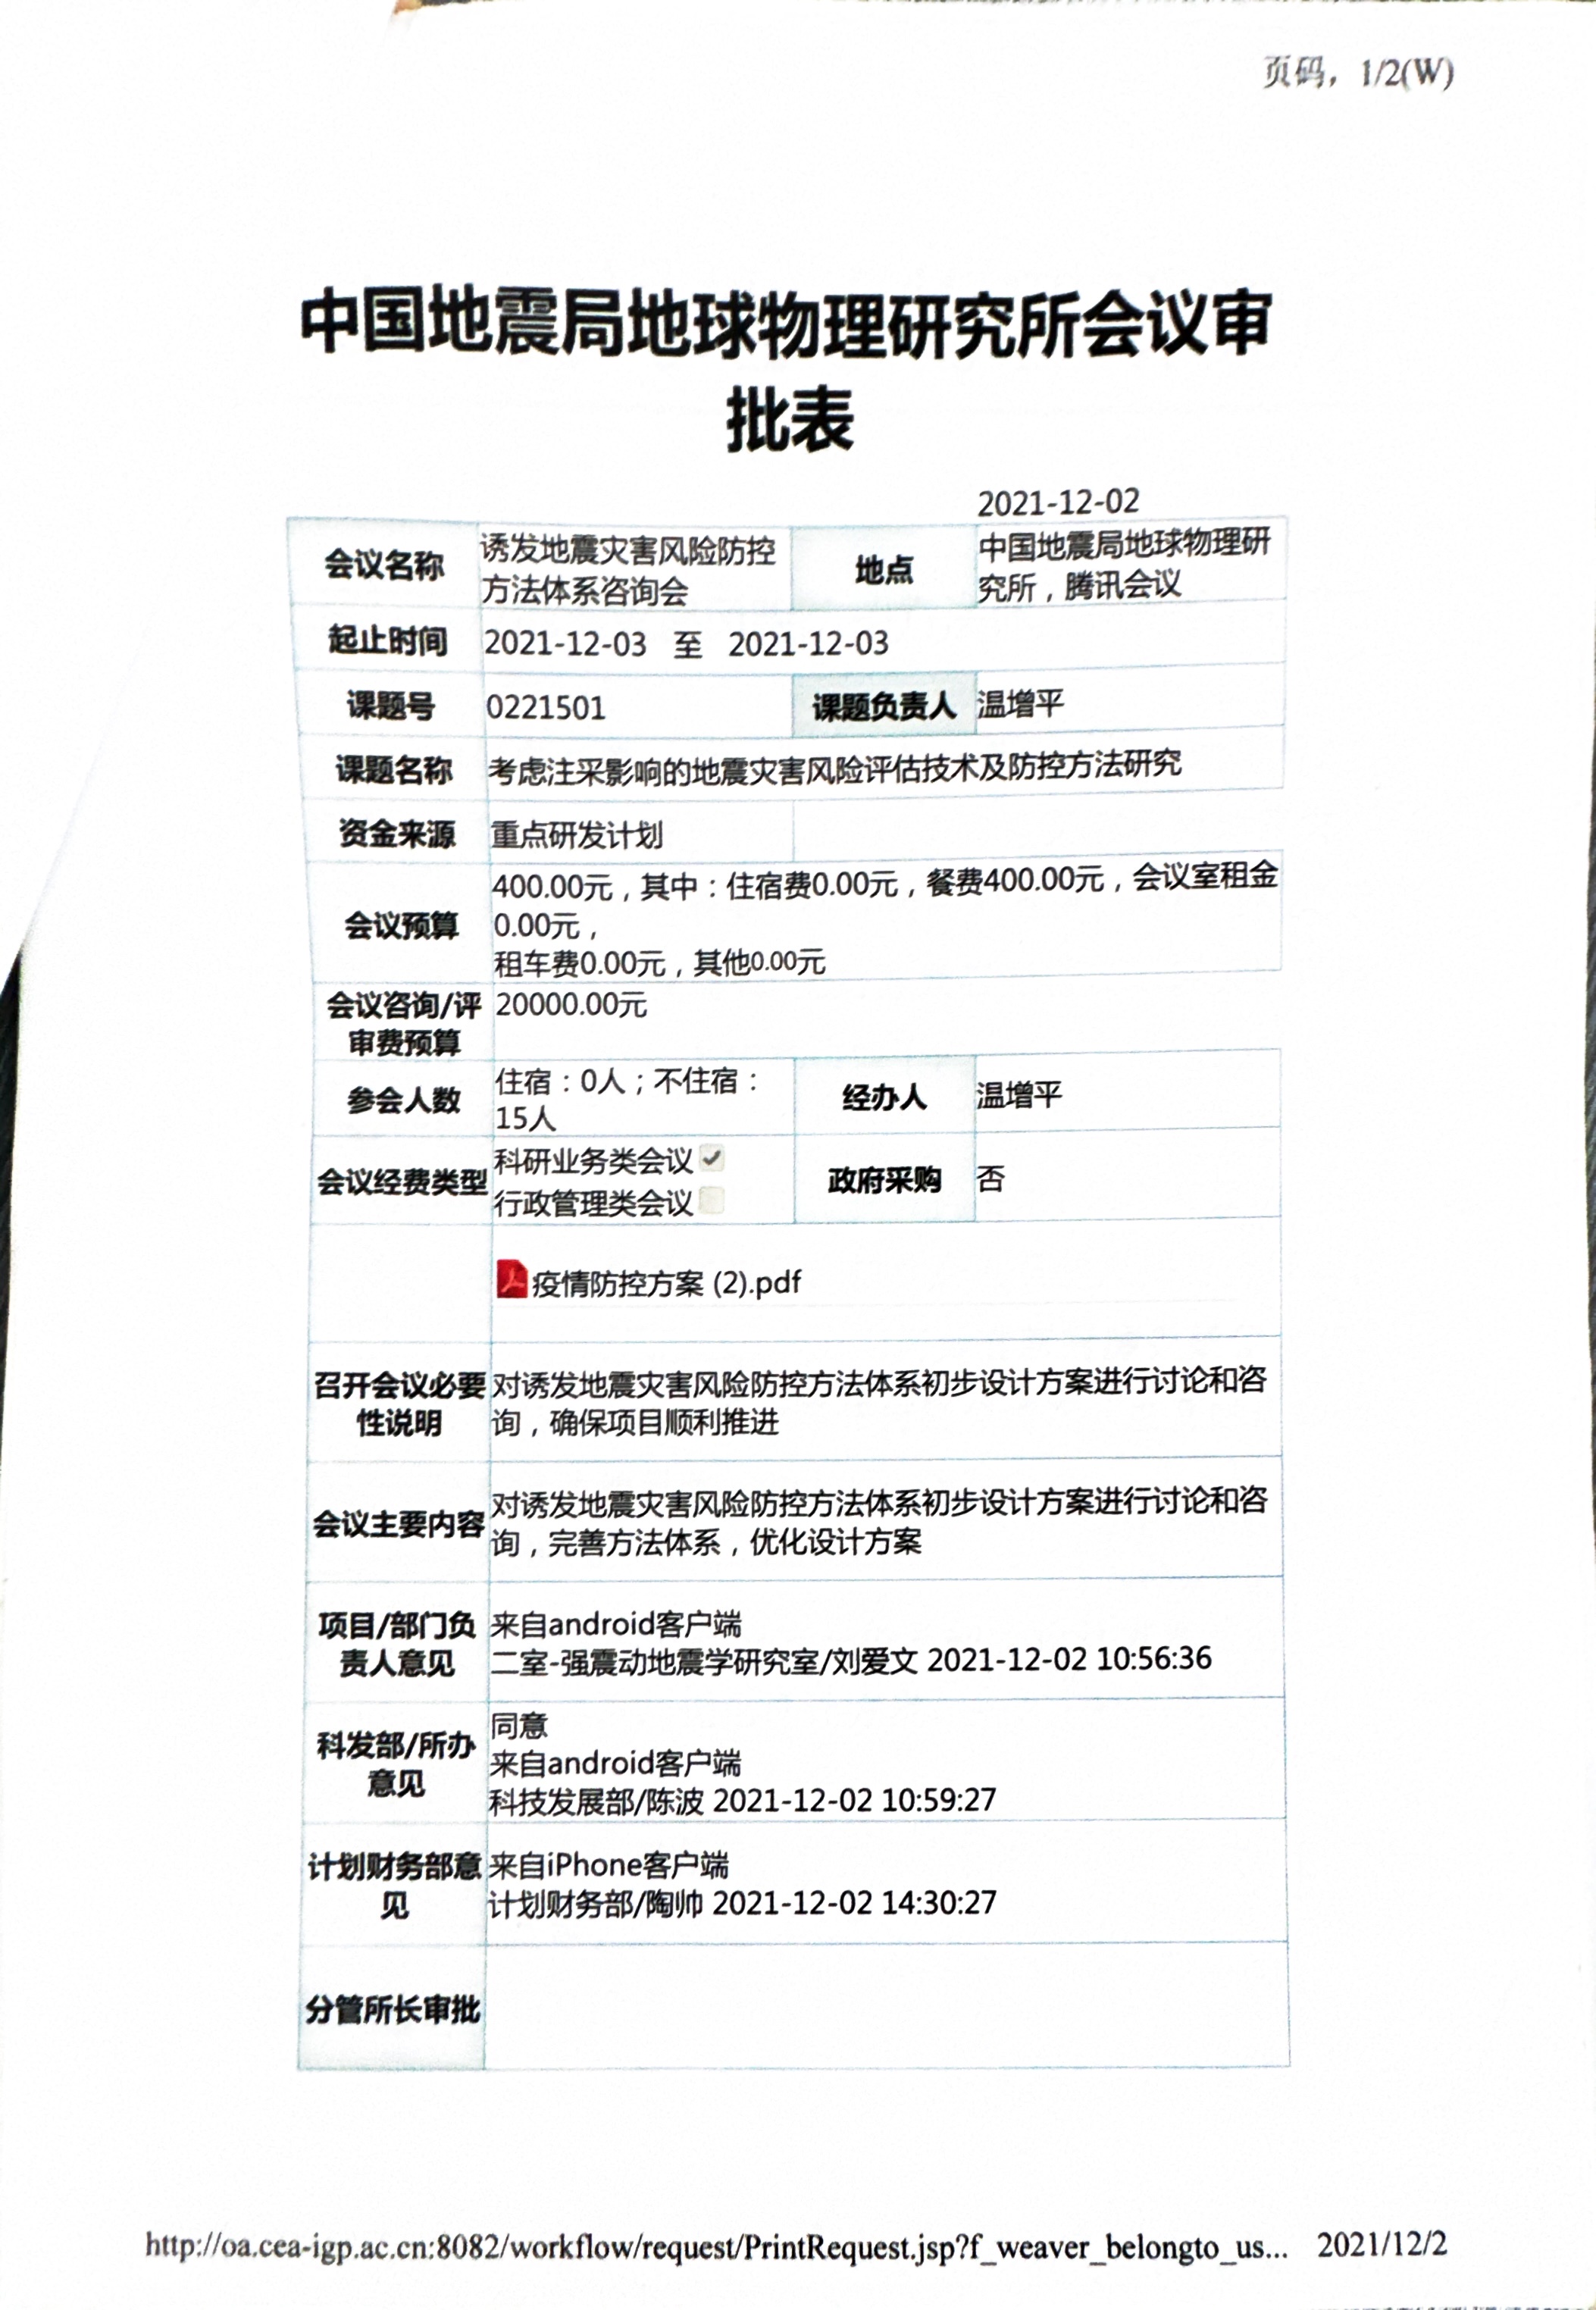 页码，1/2(W)
中国地震局地球物理研究所会议审
批表
2021-12-02
会议名称
诱发地震灾害风险防控
方法体系咨询会
地点
中国地震局地球物理研
究所，腾讯会议
起止时间
2021-12-03 至 2021-12-03
课题号
0221501
课题负责人
温增平
课题名称
考虑注采影响的地震灾害风险评估技术及防控方法研究
资金来源
重点研发计划
会议预算
400.00元，其中：住宿费0.00元，餐费400.00元，会议室租金
0.00元，
租车费0.00元，其他0.00元
会议咨询/评
审费预算
20000.00元
参会人数
住宿：0人；不住宿：
15人
经办人
温增平
会议经费类型
科研业务类会议
行政管理类会议
政府采购
否
疫情防控方案 (2).pdf
召开会议必要
性说明
对诱发地震灾害风险防控方法体系初步设计方案进行讨论和咨
询，确保项目顺利推进
会议主要内容
对诱发地震灾害风险防控方法体系初步设计方案进行讨论和咨
询，完善方法体系，优化设计方案
项目/部门负
责人意见
来自android客户端
二室-强震动地震学研究室/刘爱文 2021-12-02 10:56:36
科发部/所办
意见
同意
来自android客户端
科技发展部/陈波 2021-12-02 10:59:27
计划财务部意
见
来自iPhone客户端
计划财务部/陶帅 2021-12-02 14:30:27
分管所长审批
http://oa.cea-igp.ac.cn:8082/workflow/request/PrintRequest.jsp?f_weaver_belongto_us... 2021/12/2